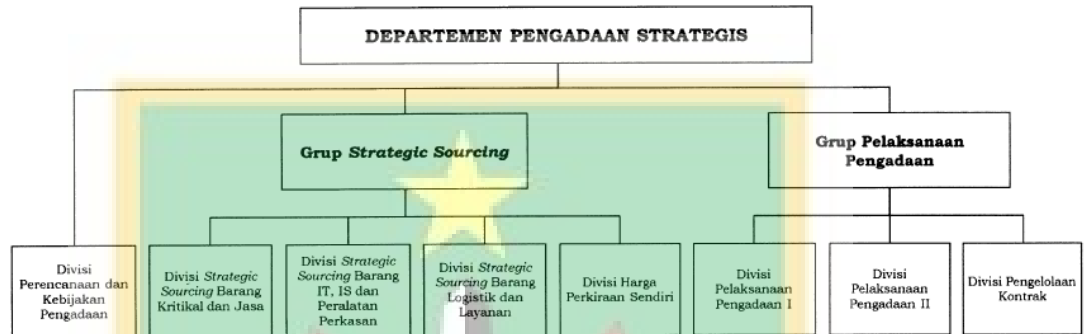 DEPARTEMEN PENGADAAN STRATEGIS
Grup Strategic Sourcing
Grup Pelaksanaan
Pengadaan
Divisi
Perencanaan dan
Kebijakan
Pengadaan
Divisi Strategic
Sourcing Barang
Kritikal dan Jasa
Divisi Strategic
Sourcing Barang
IT, IS dan
Peralatan
Perkasan
Divisi Strategic
Sourcing Barang
Logistik dan
Layanan
Divisi Harga
Perkiraan Sendiri
Divisi
Pelaksanaan
Pengadaan I
Divisi
Pelaksanaan
Pengadaan II
Divisi Pengelolaan
Kontrak